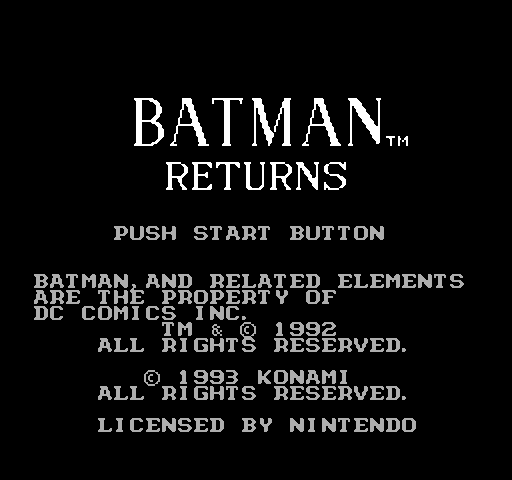 BATMAN™
RETURNS
PUSH START BUTTON
BATMAN, AND RELATED ELEMENTS
ARE THE PROPERTY OF
DC COMICS INC.
TM & © 1992
ALL RIGHTS RESERVED.
© 1993 KONAMI
ALL RIGHTS RESERVED.
LICENSED BY NINTENDO